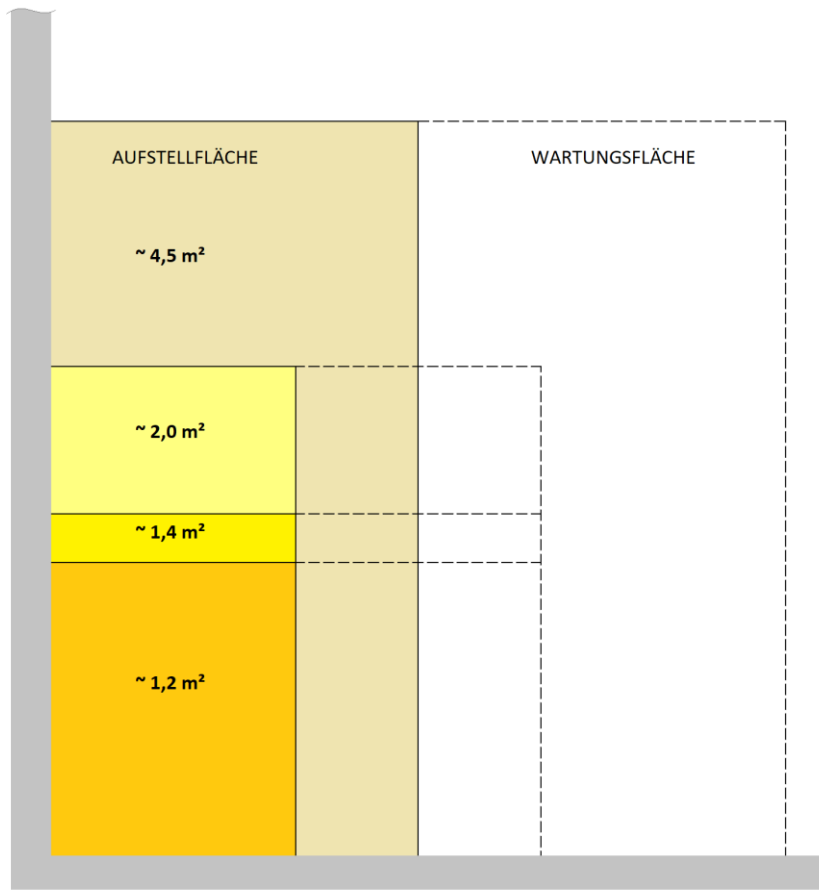 AUFSTELLFLÄCHE
WARTUNGSFLÄCHE
~ 4,5 m²
~ 2,0 m²
~ 1,4 m²
~ 1,2 m²